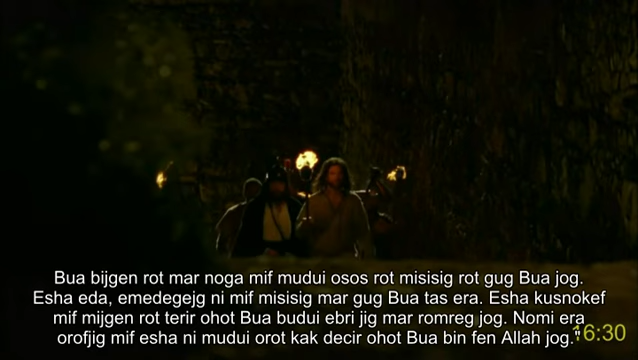 Bua bijgen rot mar noga mif mudui osos rot misisig rot gug Bua jog.
Esha eda, emedegejg ni mif misisig mar gug Bua tas era. Esha kusnokef
mif mijgen rot terir ohot Bua budui ebri jig mar romreg jog. Nomi era
orofjig mif esha ni mudui orot kak decir ohot Bua bin fen Allah jog."
16:30